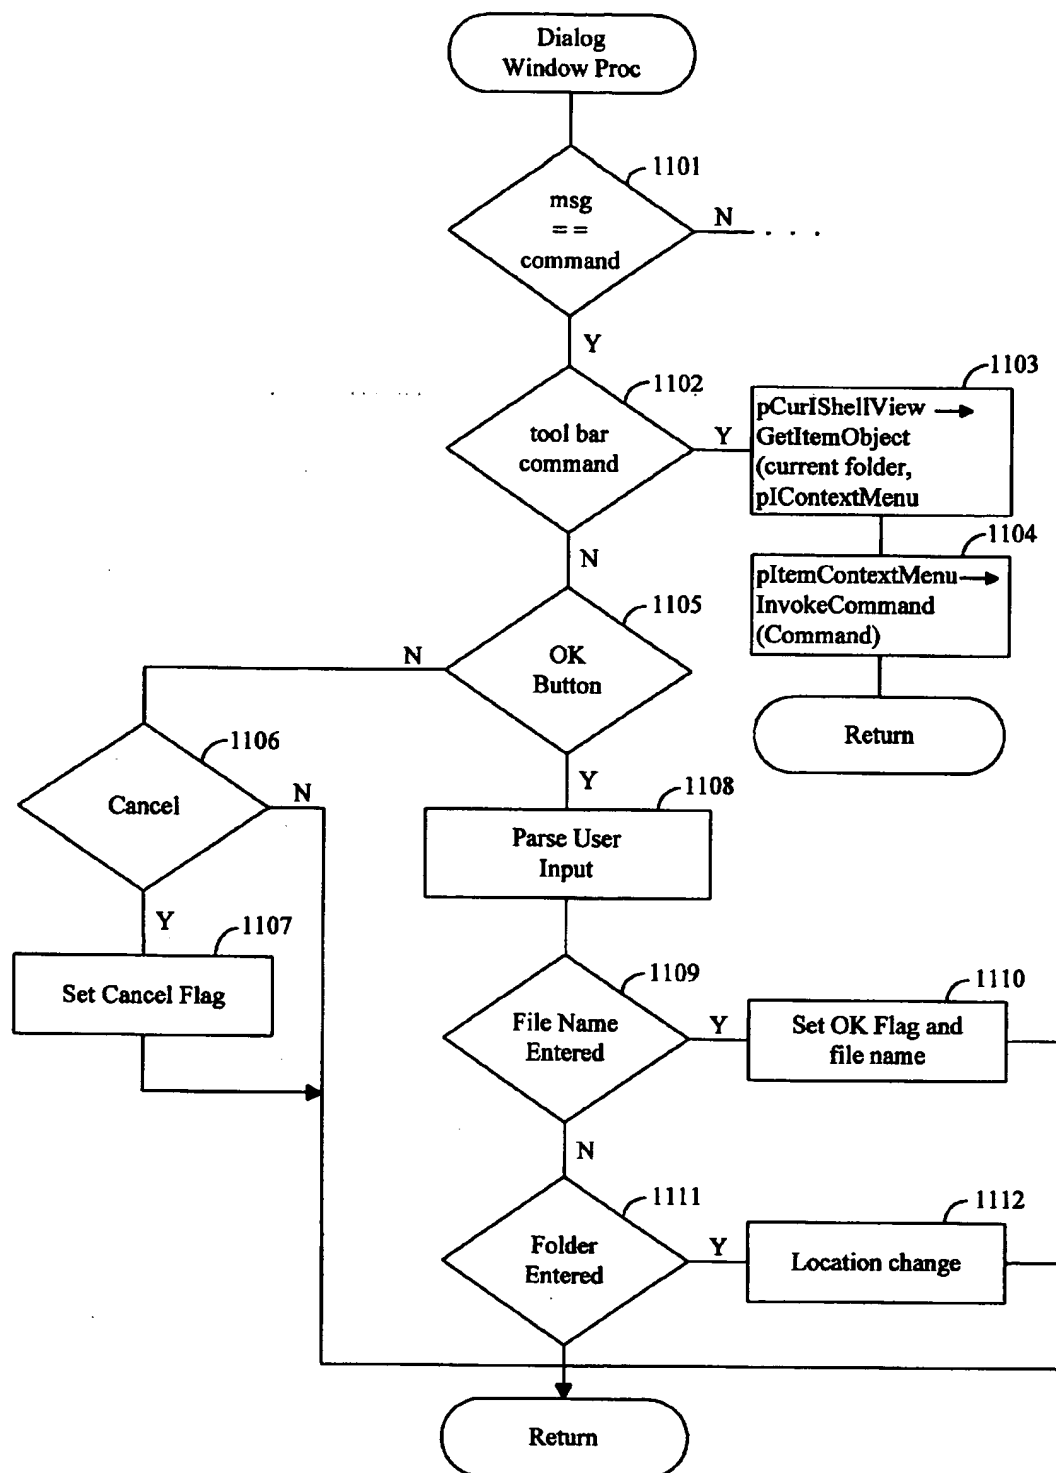 Dialog
Window Proc
1101
msg
==
command
N
. . . .
Y
1102
tool bar
command
Y
1103
pCurIShellView →
GetItemObject
(current folder,
pIContextMenu
1104
pItemContextMenu →
InvokeCommand
(Command)
Return
N
1105
OK
Button
N
1106
Cancel
N
Y
1107
Set Cancel Flag
Y
1108
Parse User
Input
1109
File Name
Entered
Y
1110
Set OK Flag and
file name
N
1111
Folder
Entered
Y
1112
Location change
Return